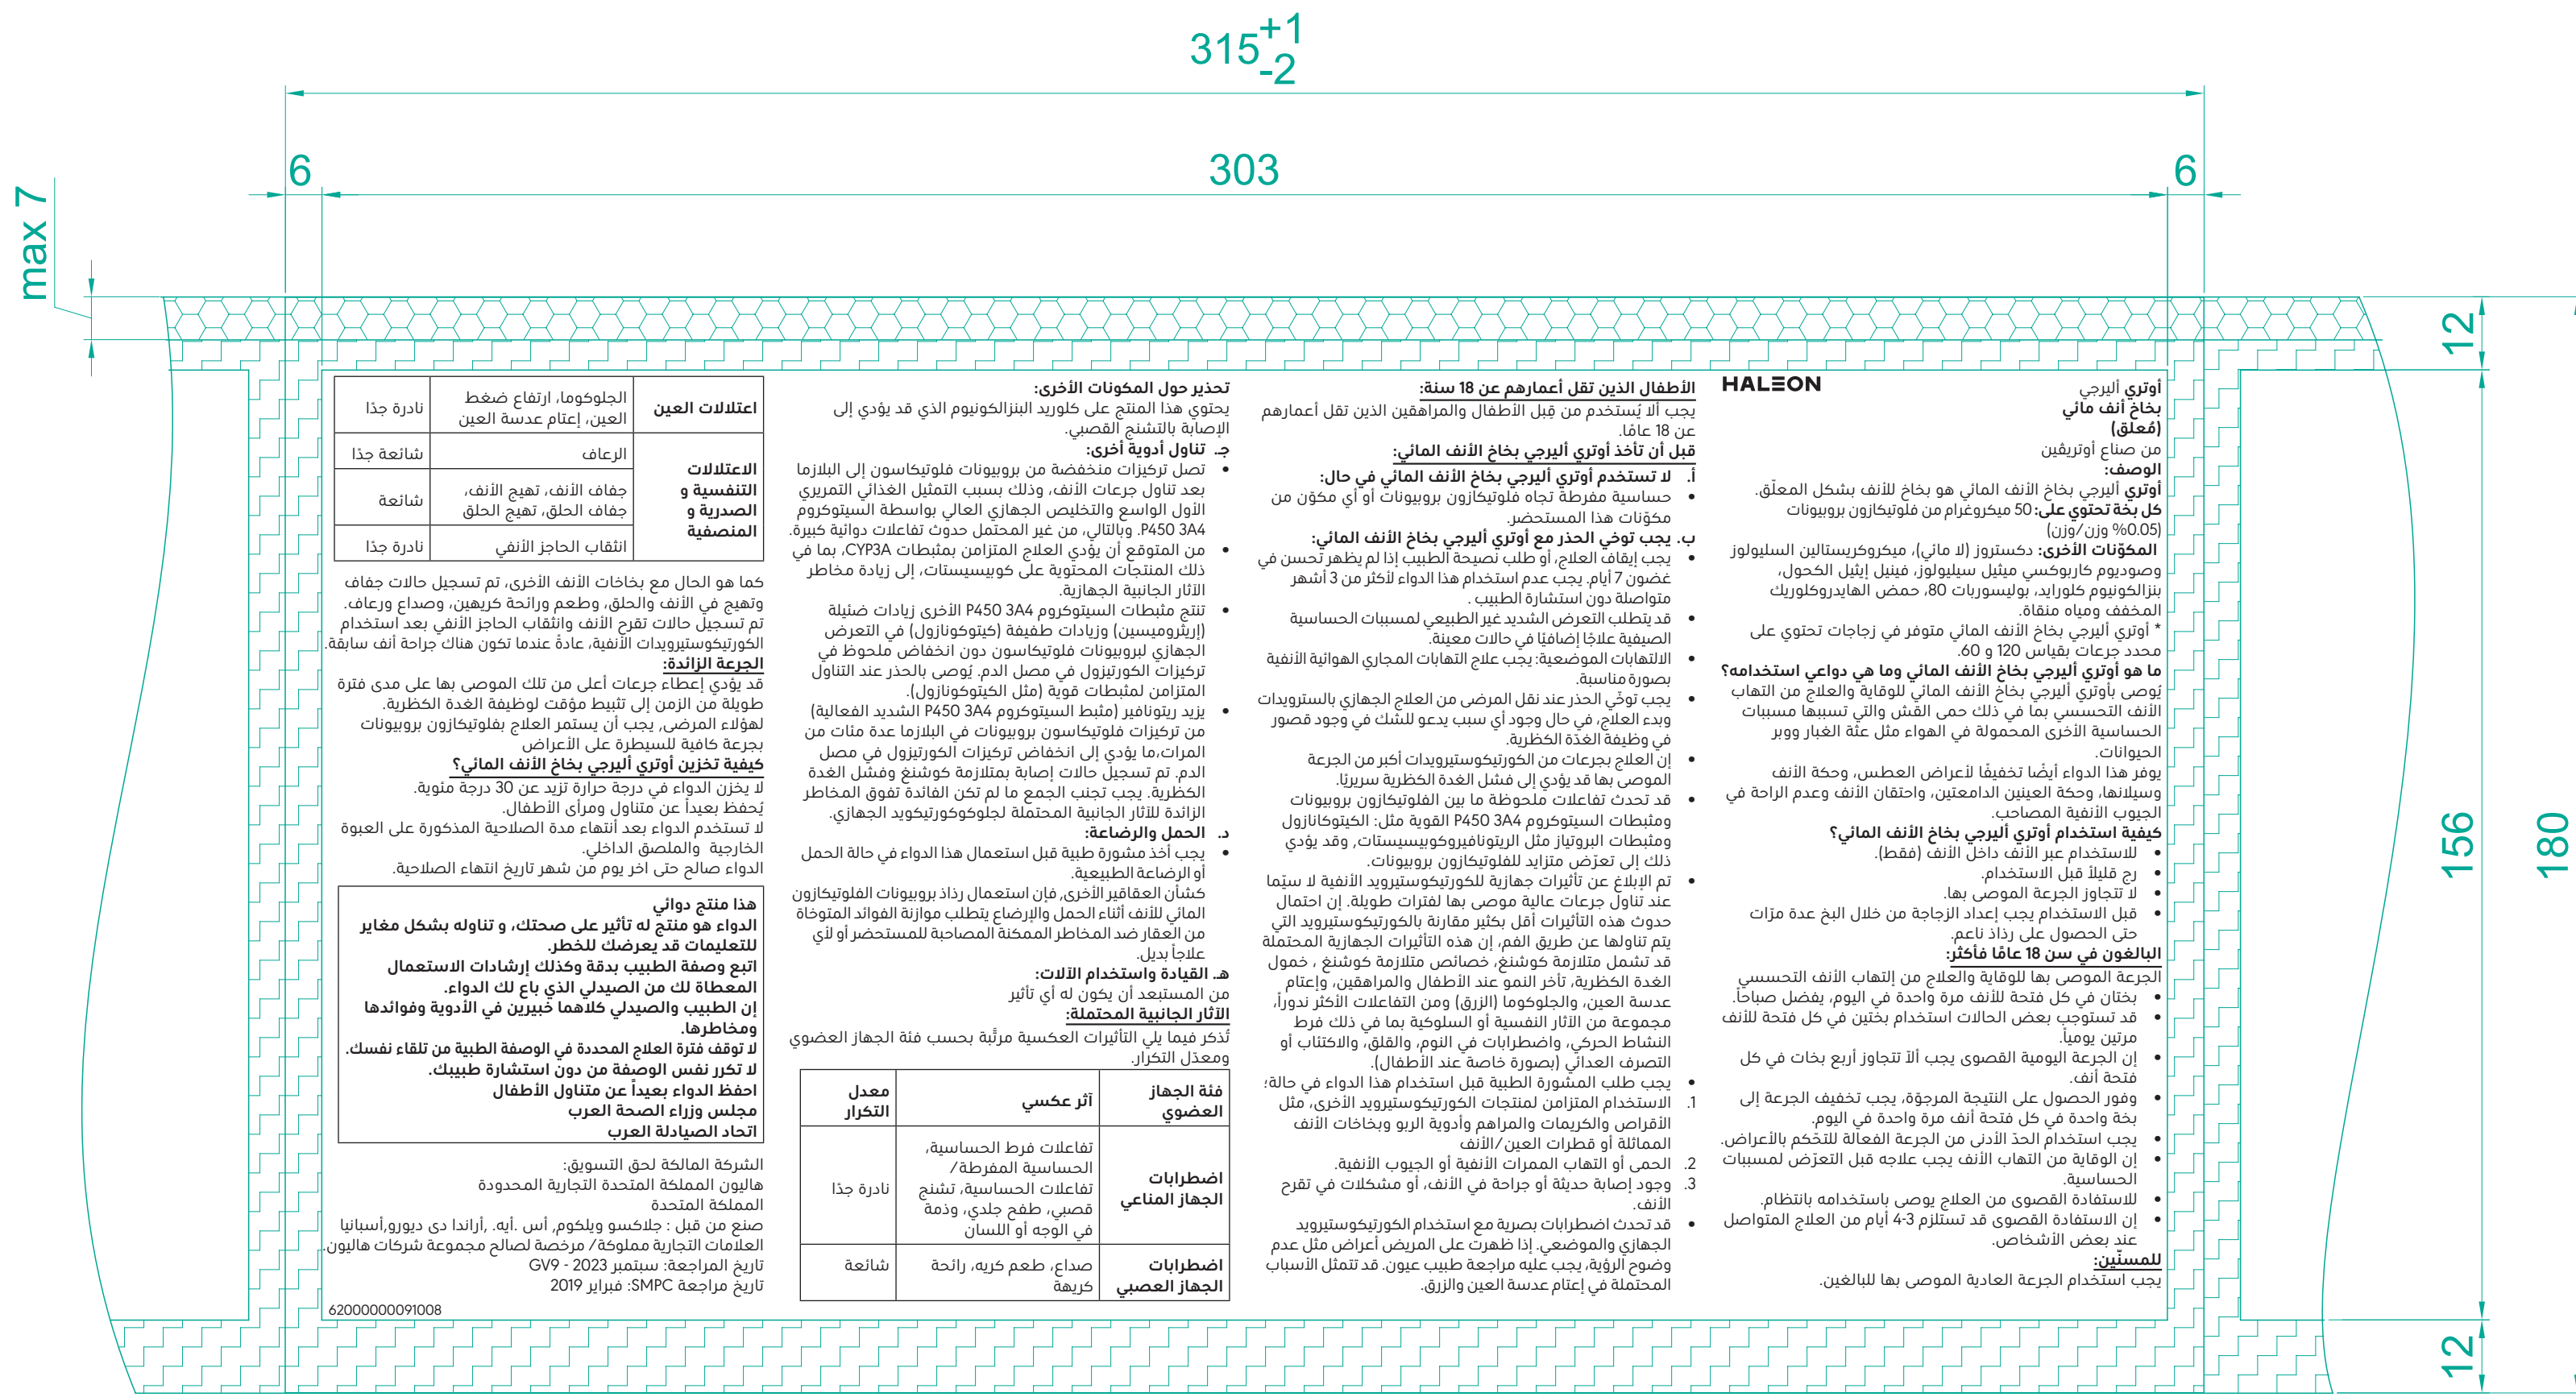 315 +1 -2
6
303
6
max 7
12
156
180
12
HALEON
أوتري أليرجي
بخاخ أنف مائي
(مُعلق)
من صناع أوتريڤين
الوصف:
أوتري أليرجي بخاخ الأنف المائي هو بخاخ للأنف بشكل المعلّق.
كل بخة تحتوي على: 50 ميكروغرام من فلوتيكازون بروبيونات
(0.05% وزن/وزن)
المكوّنات الأخرى: دكستروز (لا مائي)، ميكروكريستالين السليولوز
وصوديوم كاربوكسي ميثيل سيليولوز، فينيل إيثيل الكحول،
بنزالكونيوم كلورايد، بوليسوربات 80، حمض الهايدروكلوريك
المخفف ومياه منقاة.
* أوتري أليرجي بخاخ الأنف المائي متوفر في زجاجات تحتوي على
محدد جرعات بقياس 120 و 60.
ما هو أوتري أليرجي بخاخ الأنف المائي وما هي دواعي استخدامه؟
يُوصى بأوتري أليرجي بخاخ الأنف المائي للوقاية والعلاج من التهاب
الأنف التحسسي بما في ذلك حمى القش والتي تسببها مسببات
الحساسية الأخرى المحمولة في الهواء مثل عثة الغبار ووبر
الحيوانات.
يوفر هذا الدواء أيضًا تخفيفًا لأعراض العطس، وحكة الأنف
وسيلانها، وحكة العينين الدامعتين، واحتقان الأنف وعدم الراحة في
الجيوب الأنفية المصاحب.
كيفية استخدام أوتري أليرجي بخاخ الأنف المائي؟
• للاستخدام عبر الأنف داخل الأنف (فقط).
• رج قليلاً قبل الاستخدام.
• لا تتجاوز الجرعة الموصى بها.
• قبل الاستخدام يجب إعداد الزجاجة من خلال البخ عدة مرّات
حتى الحصول على رذاذ ناعم.
البالغون في سن 18 عامًا فأكثر:
الجرعة الموصى بها للوقاية والعلاج من إلتهاب الأنف التحسسي
• بختان في كل فتحة للأنف مرة واحدة في اليوم، يفضل صباحاً.
• قد تستوجب بعض الحالات استخدام بختين في كل فتحة للأنف
مرتين يومياً.
• إن الجرعة اليومية القصوى يجب ألّا تتجاوز أربع بخات في كل
فتحة أنف.
• وفور الحصول على النتيجة المرجوّة، يجب تخفيف الجرعة إلى
بخة واحدة في كل فتحة أنف مرة واحدة في اليوم.
• يجب استخدام الحدّ الأدنى من الجرعة الفعالة للتحّكم بالأعراض.
• إن الوقاية من التهاب الأنف يجب علاجه قبل التعرّض لمسببات
الحساسية.
• للاستفادة القصوى من العلاج يوصى باستخدامه بانتظام.
• إن الاستفادة القصوى قد تستلزم 3-4 أيام من العلاج المتواصل
عند بعض الأشخاص.
للمسنّين:
يجب استخدام الجرعة العادية الموصى بها للبالغين.
الأطفال الذين تقل أعمارهم عن 18 سنة:
يجب ألا يُستخدم من قِبل الأطفال والمراهقين الذين تقل أعمارهم
عن 18 عامًا.
قبل أن تأخذ أوتري أليرجي بخاخ الأنف المائي:
أ. لا تستخدم أوتري أليرجي بخاخ الأنف المائي في حال:
• حساسية مفرطة تجاه فلوتيكازون بروبيونات أو أي مكوّن من
مكوّنات هذا المستحضر.
ب. يجب توخي الحذر مع أوتري أليرجي بخاخ الأنف المائي:
• يجب إيقاف العلاج، أو طلب نصيحة الطبيب إذا لم يظهر تحسن في
غضون 7 أيام. يجب عدم استخدام هذا الدواء لأكثر من 3 أشهر
متواصلة دون استشارة الطبيب .
• قد يتطلب التعرض الشديد غير الطبيعي لمسببات الحساسية
الصيفية علاجًا إضافيًا في حالات معينة.
• الالتهابات الموضعية: يجب علاج التهابات المجاري الهوائية الأنفية
بصورة مناسبة.
• يجب توخّي الحذر عند نقل المرضى من العلاج الجهازي بالسترويدات
وبدء العلاج، في حال وجود أي سبب يدعو للشك في وجود قصور
في وظيفة الغدّة الكظرية.
• إن العلاج بجرعات من الكورتيكوستيرويدات أكبر من الجرعة
الموصى بها قد يؤدي إلى فشل الغدة الكظرية سريريًا.
• قد تحدث تفاعلات ملحوظة ما بين الفلوتيكازون بروبيونات
ومثبطات السيتوكروم P450 3A4 القوية مثل: الكيتوكانازول
ومثبطات البروتياز مثل الريتونافيروكوبيسيستات, وقد يؤدي
ذلك إلى تعرّض متزايد للفلوتيكازون بروبيونات.
• تم الإبلاغ عن تأثيرات جهازية للكورتيكوستيرويد الأنفية لا سيّما
عند تناول جرعات عالية موصى بها لفترات طويلة. إن احتمال
حدوث هذه التأثيرات أقل بكثير مقارنة بالكورتيكوستيرويد التي
يتم تناولها عن طريق الفم، إن هذه التأثيرات الجهازية المحتملة
قد تشمل متلازمة كوشنغ، خصائص متلازمة كوشنغ ، خمول
الغدة الكظرية، تأخر النمو عند الأطفال والمراهقين، وإعتام
عدسة العين، والجلوكوما (الزرق) ومن التفاعلات الأكثر ندوراً،
مجموعة من الآثار النفسية أو السلوكية بما في ذلك فرط
النشاط الحركي، واضطرابات في النوم، والقلق، والاكتئاب أو
التصرف العدائي (بصورة خاصة عند الأطفال).
• يجب طلب المشورة الطبية قبل استخدام هذا الدواء في حالة؛
1. الاستخدام المتزامن لمنتجات الكورتيكوستيرويد الأخرى، مثل
الأقراص والكريمات والمراهم وأدوية الربو وبخاخات الأنف
المماثلة أو قطرات العين/الأنف
2. الحمى أو التهاب الممرات الأنفية أو الجيوب الأنفية.
3. وجود إصابة حديثة أو جراحة في الأنف، أو مشكلات في تقرح
الأنف.
• قد تحدث اضطرابات بصرية مع استخدام الكورتيكوستيرويد
الجهازي والموضعي. إذا ظهرت على المريض أعراض مثل عدم
وضوح الرؤية، يجب عليه مراجعة طبيب عيون. قد تتمثل الأسباب
المحتملة في إعتام عدسة العين والزرق.
تحذير حول المكونات الأخرى:
يحتوي هذا المنتج على كلوريد البنزالكونيوم الذي قد يؤدي إلى
الإصابة بالتشنج القصبي.
جـ. تناول أدوية أخرى:
• تصل تركيزات منخفضة من بروبيونات فلوتيكاسون إلى البلازما
بعد تناول جرعات الأنف، وذلك بسبب التمثيل الغذائي التمريري
الأول الواسع والتخليص الجهازي العالي بواسطة السيتوكروم
P450 3A4. وبالتالي، من غير المحتمل حدوث تفاعلات دوائية كبيرة.
• من المتوقع أن يؤدي العلاج المتزامن بمثبطات CYP3A، بما في
ذلك المنتجات المحتوية على كوبيسيستات، إلى زيادة مخاطر
الآثار الجانبية الجهازية.
• تنتج مثبطات السيتوكروم P450 3A4 الأخرى زيادات ضئيلة
(إريثروميسين) وزيادات طفيفة (كيتوكونازول) في التعرض
الجهازي لبروبيونات فلوتيكاسون دون انخفاض ملحوظ في
تركيزات الكورتيزول في مصل الدم. يُوصى بالحذر عند التناول
المتزامن لمثبطات قوية (مثل الكيتوكونازول).
• يزيد ريتونافير (مثبط السيتوكروم P450 3A4 الشديد الفعالية)
من تركيزات فلوتيكاسون بروبيونات في البلازما عدة مئات من
المرات،ما يؤدي إلى انخفاض تركيزات الكورتيزول في مصل
الدم. تم تسجيل حالات إصابة بمتلازمة كوشنغ وفشل الغدة
الكظرية. يجب تجنب الجمع ما لم تكن الفائدة تفوق المخاطر
الزائدة للآثار الجانبية المحتملة لجلوكوكورتيكويد الجهازي.
د. الحمل والرضاعة:
• يجب أخذ مشورة طبية قبل استعمال هذا الدواء في حالة الحمل
أو الرضاعة الطبيعية.
كشأن العقاقير الأخرى, فإن استعمال رذاذ بروبيونات الفلوتيكازون
المائي للأنف أثناء الحمل والإرضاع يتطلب موازنة الفوائد المتوخاة
من العقار ضد المخاطر الممكنة المصاحبة للمستحضر أو لأي
علاجاً بديل.
هـ. القيادة واستخدام الآلات:
من المستبعد أن يكون له أي تأثير
الآثار الجانبية المحتملة:
تُذكر فيما يلي التأثيرات العكسية مرتَّبة بحسب فئة الجهاز العضوي
ومعدّل التكرار.
فئة الجهاز العضوي | آثر عكسي | معدل التكرار
اضطرابات الجهاز المناعي | تفاعلات فرط الحساسية، الحساسية المفرطة/ تفاعلات الحساسية، تشنج قصبي، طفح جلدي، وذمة في الوجه أو اللسان | نادرة جدًا
اضطرابات الجهاز العصبي | صداع، طعم كريه، رائحة كريهة | شائعة
اعتلالات العين | الجلوكوما، ارتفاع ضغط العين، إعتام عدسة العين | نادرة جدًا
الاعتلالات التنفسية و الصدرية و المنصفية | الرعاف | شائعة جدًا
جفاف الأنف، تهيج الأنف، جفاف الحلق، تهيج الحلق | شائعة
انثقاب الحاجز الأنفي | نادرة جدًا
كما هو الحال مع بخاخات الأنف الأخرى، تم تسجيل حالات جفاف
وتهيج في الأنف والحلق، وطعم ورائحة كريهين، وصداع ورعاف.
تم تسجيل حالات تقرح الأنف وانثقاب الحاجز الأنفي بعد استخدام
الكورتيكوستيرويدات الأنفية، عادةً عندما تكون هناك جراحة أنف سابقة.
الجرعة الزائدة:
قد يؤدي إعطاء جرعات أعلى من تلك الموصى بها على مدى فترة
طويلة من الزمن إلى تثبيط مؤقت لوظيفة الغدة الكظرية.
لهؤلاء المرضى, يجب أن يستمر العلاج بفلوتيكازون بروبيونات
بجرعة كافية للسيطرة على الأعراض
كيفية تخزين أوتري أليرجي بخاخ الأنف المائي؟
لا يخزن الدواء في درجة حرارة تزيد عن 30 درجة مئوية.
يُحفظ بعيداً عن متناول ومرأى الأطفال.
لا تستخدم الدواء بعد أنتهاء مدة الصلاحية المذكورة على العبوة
الخارجية والملصق الداخلي.
الدواء صالح حتى اخر يوم من شهر تاريخ انتهاء الصلاحية.
هذا منتج دوائي
الدواء هو منتج له تأثير على صحتك، و تناوله بشكل مغاير
للتعليمات قد يعرضك للخطر.
اتبع وصفة الطبيب بدقة وكذلك إرشادات الاستعمال
المعطاة لك من الصيدلي الذي باع لك الدواء.
إن الطبيب والصيدلي كلاهما خبيرين في الأدوية وفوائدها
ومخاطرها.
لا توقف فترة العلاج المحددة في الوصفة الطبية من تلقاء نفسك.
لا تكرر نفس الوصفة من دون استشارة طبيبك.
احفظ الدواء بعيداً عن متناول الأطفال
مجلس وزراء الصحة العرب
اتحاد الصيادلة العرب
الشركة المالكة لحق التسويق:
هاليون المملكة المتحدة التجارية المحدودة
المملكة المتحدة
صنع من قبل : جلاكسو ويلكوم, أس .أيه. ,أراندا دى ديورو,أسبانيا
العلامات التجارية مملوكة/ مرخصة لصالح مجموعة شركات هاليون.
تاريخ المراجعة: سبتمبر 2023 - GV9
تاريخ مراجعة SMPC: فبراير 2019
62000000091008